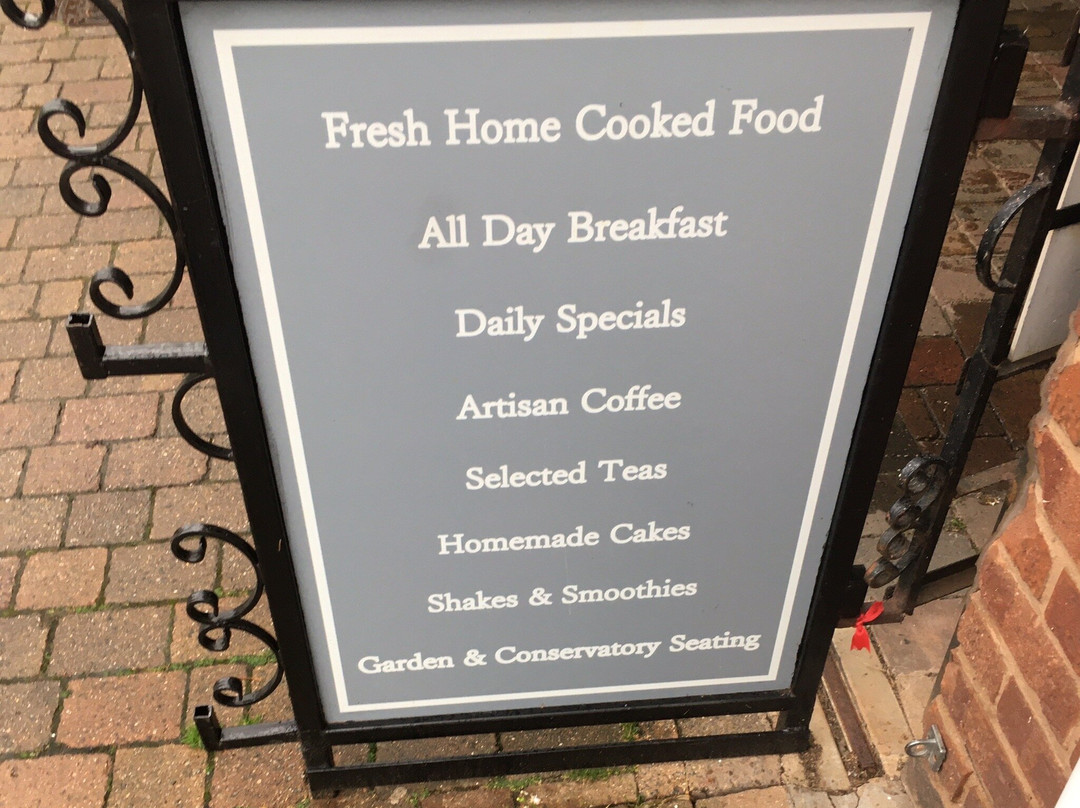 Fresh Home Cooked Food
All Day Breakfast
Daily Specials
Artisan Coffee
Selected Teas
Homemade Cakes
Shakes & Smoothies
Garden & Conservatory Seating